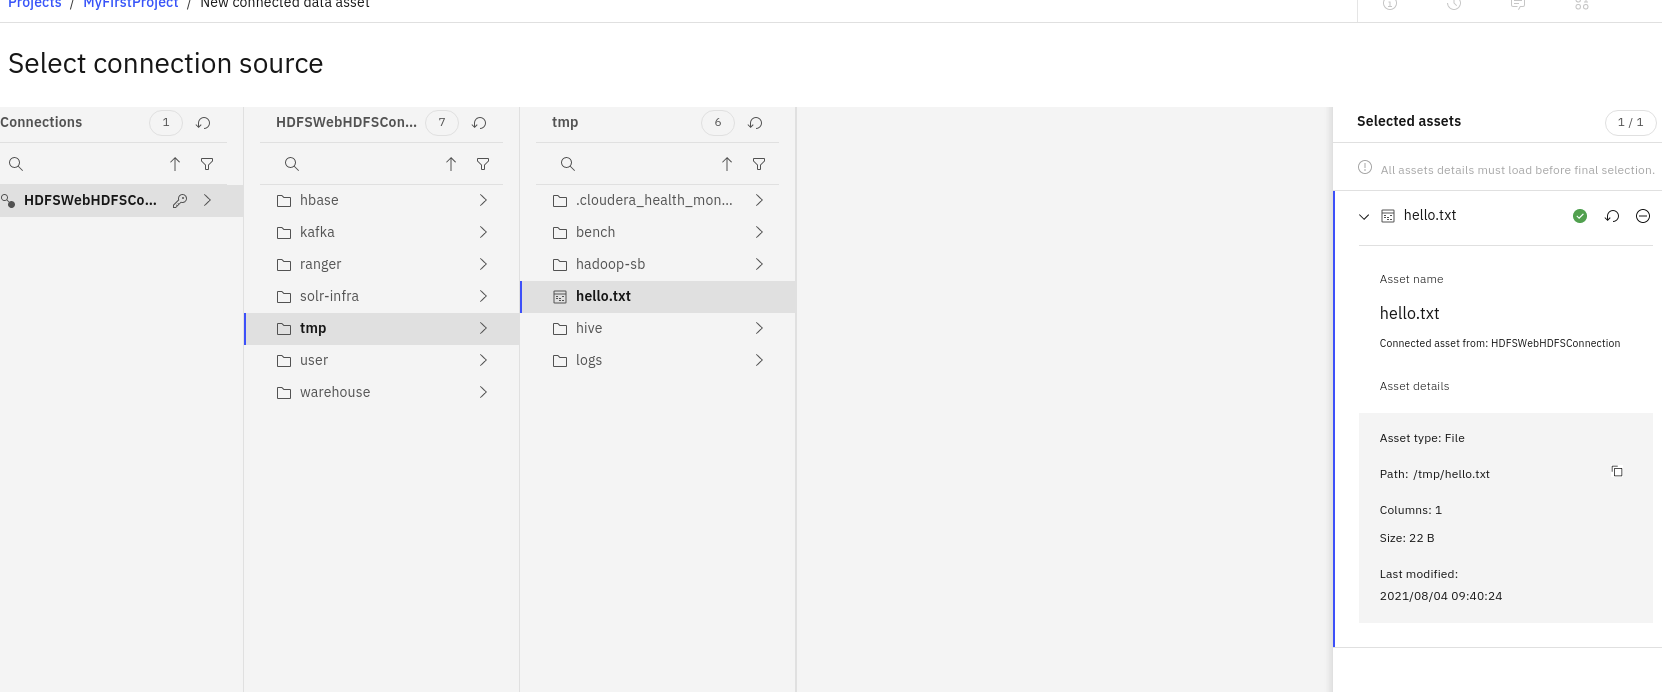 Projects / MyFirstProject / New connected data asset
Select connection source
Connections 1
HDFSWebHDFSCo...
HDFSWebHDFSCon... 7
hbase
kafka
ranger
solr-infra
tmp
user
warehouse
tmp 6
.cloudera_health_mon...
bench
hadoop-sb
hello.txt
hive
logs
Selected assets 1 / 1
All assets details must load before final selection.
hello.txt
Asset name
hello.txt
Connected asset from: HDFSWebHDFSConnection
Asset details
Asset type: File
Path: /tmp/hello.txt
Columns: 1
Size: 22 B
Last modified:
2021/08/04 09:40:24